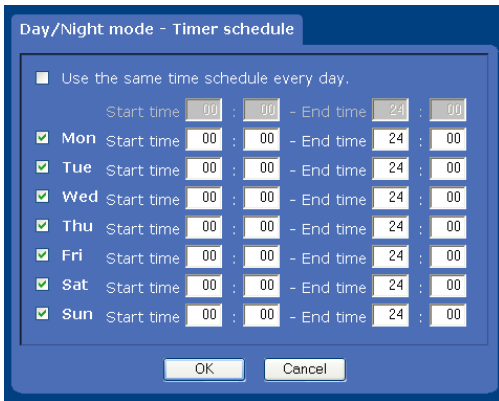 Day/Night mode - Timer schedule
Use the same time schedule every day.
Start time 00 : 00 - End time 24 : 00
Mon Start time 00 : 00 - End time 24 : 00
Tue Start time 00 : 00 - End time 24 : 00
Wed Start time 00 : 00 - End time 24 : 00
Thu Start time 00 : 00 - End time 24 : 00
Fri Start time 00 : 00 - End time 24 : 00
Sat Start time 00 : 00 - End time 24 : 00
Sun Start time 00 : 00 - End time 24 : 00
OK Cancel